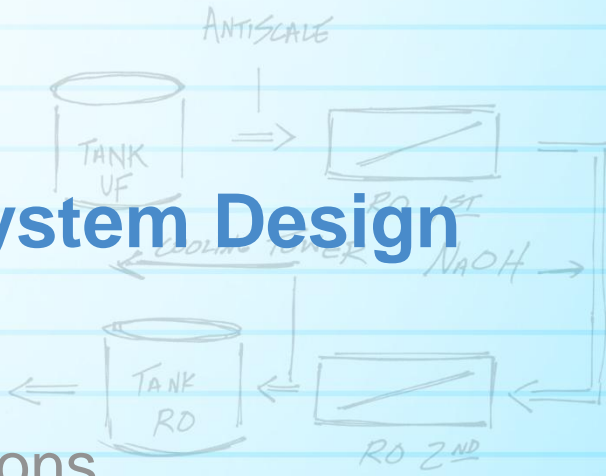 ANTISCALE
TANK
UF
RO 1ST
ystem Design
COOLING TOWER
NAOH
TANK
RO
RO 2ND
ons